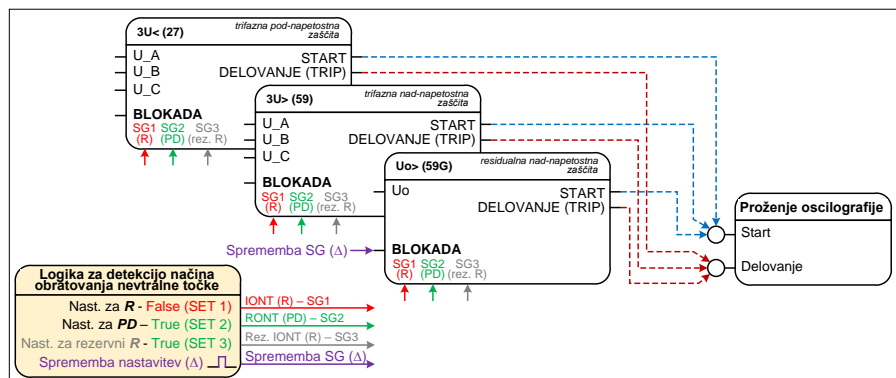 3U< (27)
trifazna pod-napetostna
zaščita
U_A
U_B
U_C
START
DELOVANJE (TRIP)
BLOKADA
SG1 SG2 SG3
(R) (PD) (rez. R)
3U> (59)
trifazna nad-napetostna
zaščita
U_A
U_B
U_C
START
DELOVANJE (TRIP)
BLOKADA
SG1 SG2 SG3
(R) (PD) (rez. R)
Uo> (59G)
residualna nad-napetostna
zaščita
Uo
START
DELOVANJE (TRIP)
BLOKADA
SG1 SG2 SG3
(R) (PD) (rez. R)
Sprememba SG (Δ)
Proženje oscilografije
Start
Delovanje
Logika za detekcijo načina
obratovanja nevtralne točke
Nast. za R - False (SET 1)
Nast. za PD – True (SET 2)
Nast. za rezervni R - True (SET 3)
Sprememba nastavitev (Δ)
IONT (R) – SG1
RONT (PD) – SG2
Rez. IONT (R) – SG3
Sprememba SG (Δ)